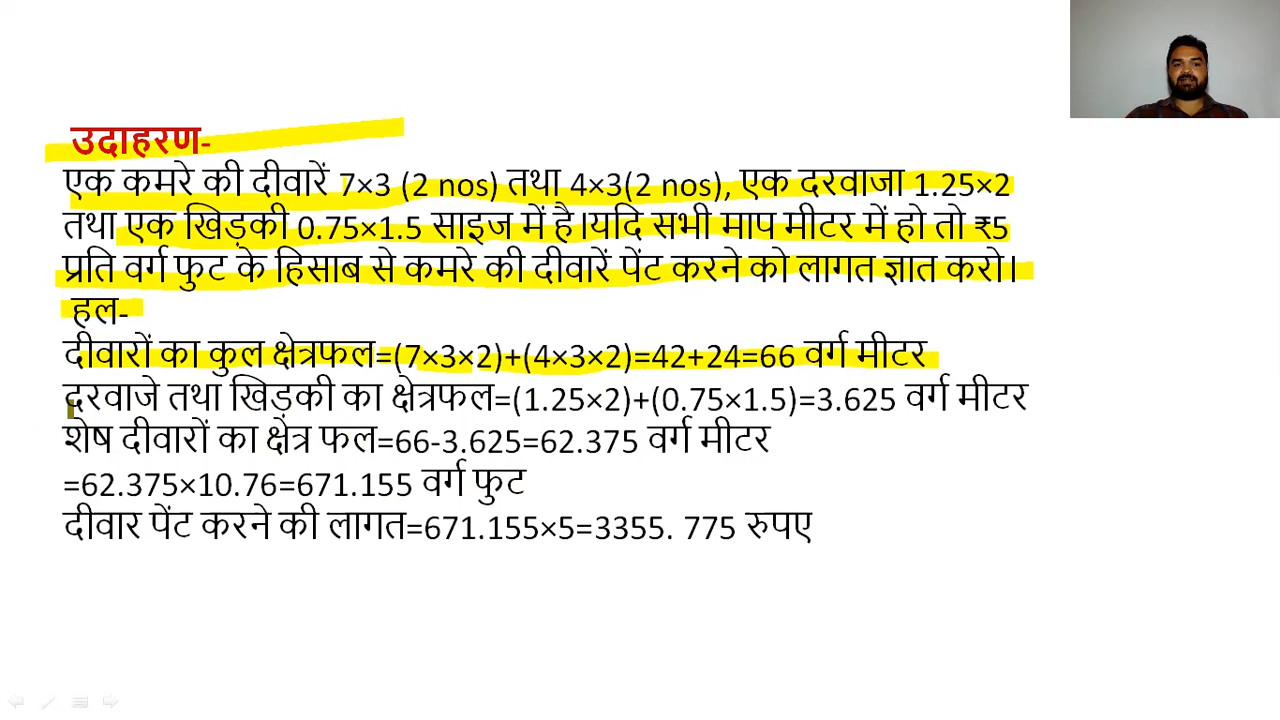 उदाहरण-
एक कमरे की दीवारें 7×3 (2 nos) तथा 4×3(2 nos), एक दरवाजा 1.25×2
तथा एक खिड़की 0.75×1.5 साइज में है।यदि सभी माप मीटर में हो तो ₹5
प्रति वर्ग फुट के हिसाब से कमरे की दीवारें पेंट करने को लागत ज्ञात करो।
हल-
दीवारों का कुल क्षेत्रफल=(7×3×2)+(4×3×2)=42+24=66 वर्ग मीटर
दरवाजे तथा खिड़की का क्षेत्रफल=(1.25×2)+(0.75×1.5)=3.625 वर्ग मीटर
शेष दीवारों का क्षेत्र फल=66-3.625=62.375 वर्ग मीटर
=62.375×10.76=671.155 वर्ग फुट
दीवार पेंट करने की लागत=671.155×5=3355. 775 रुपए